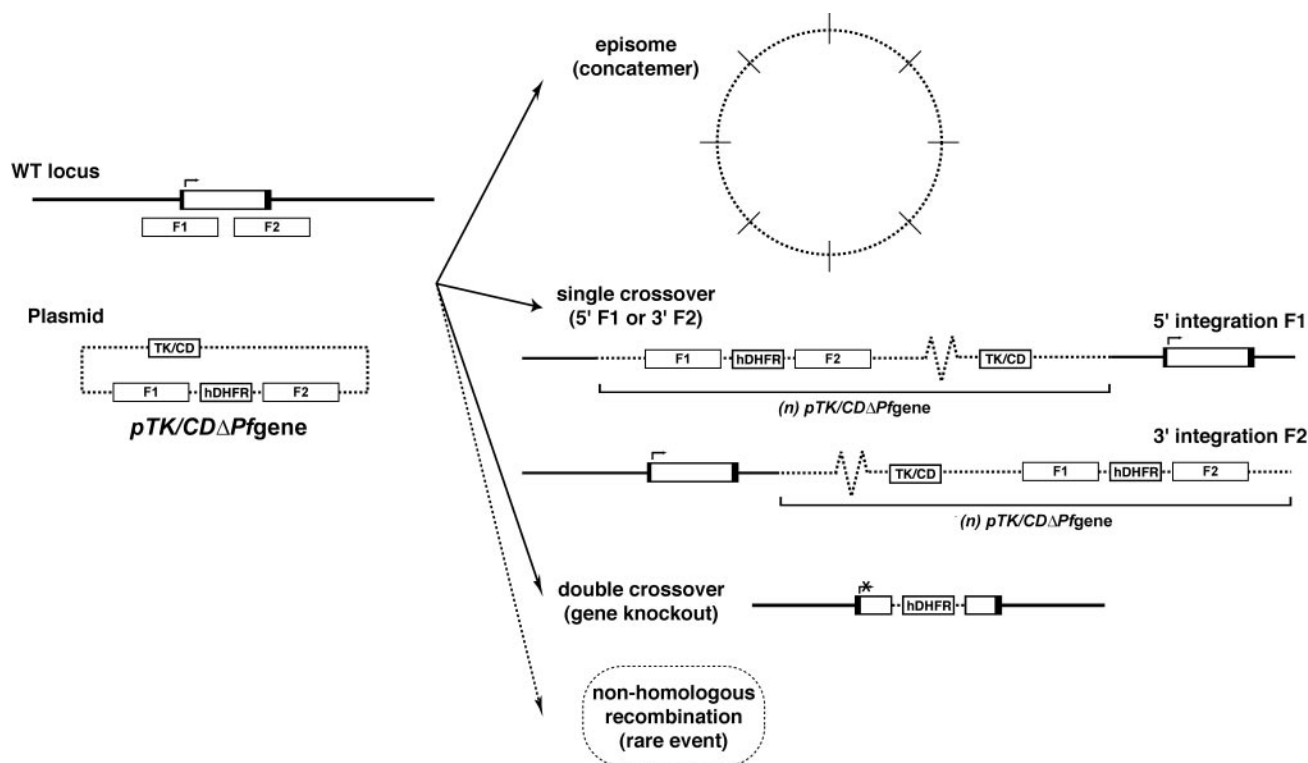 episome
(concatemer)
WT locus
F1
F2
Plasmid
TK/CD
F1
hDHFR
F2
pTK/CDΔPfgene
single crossover
(5' F1 or 3' F2)
5' integration F1
F1
hDHFR
F2
TK/CD
(n) pTK/CDΔPfgene
3' integration F2
TK/CD
F1
hDHFR
F2
(n) pTK/CDΔPfgene
double crossover
(gene knockout)
hDHFR
non-homologous
recombination
(rare event)